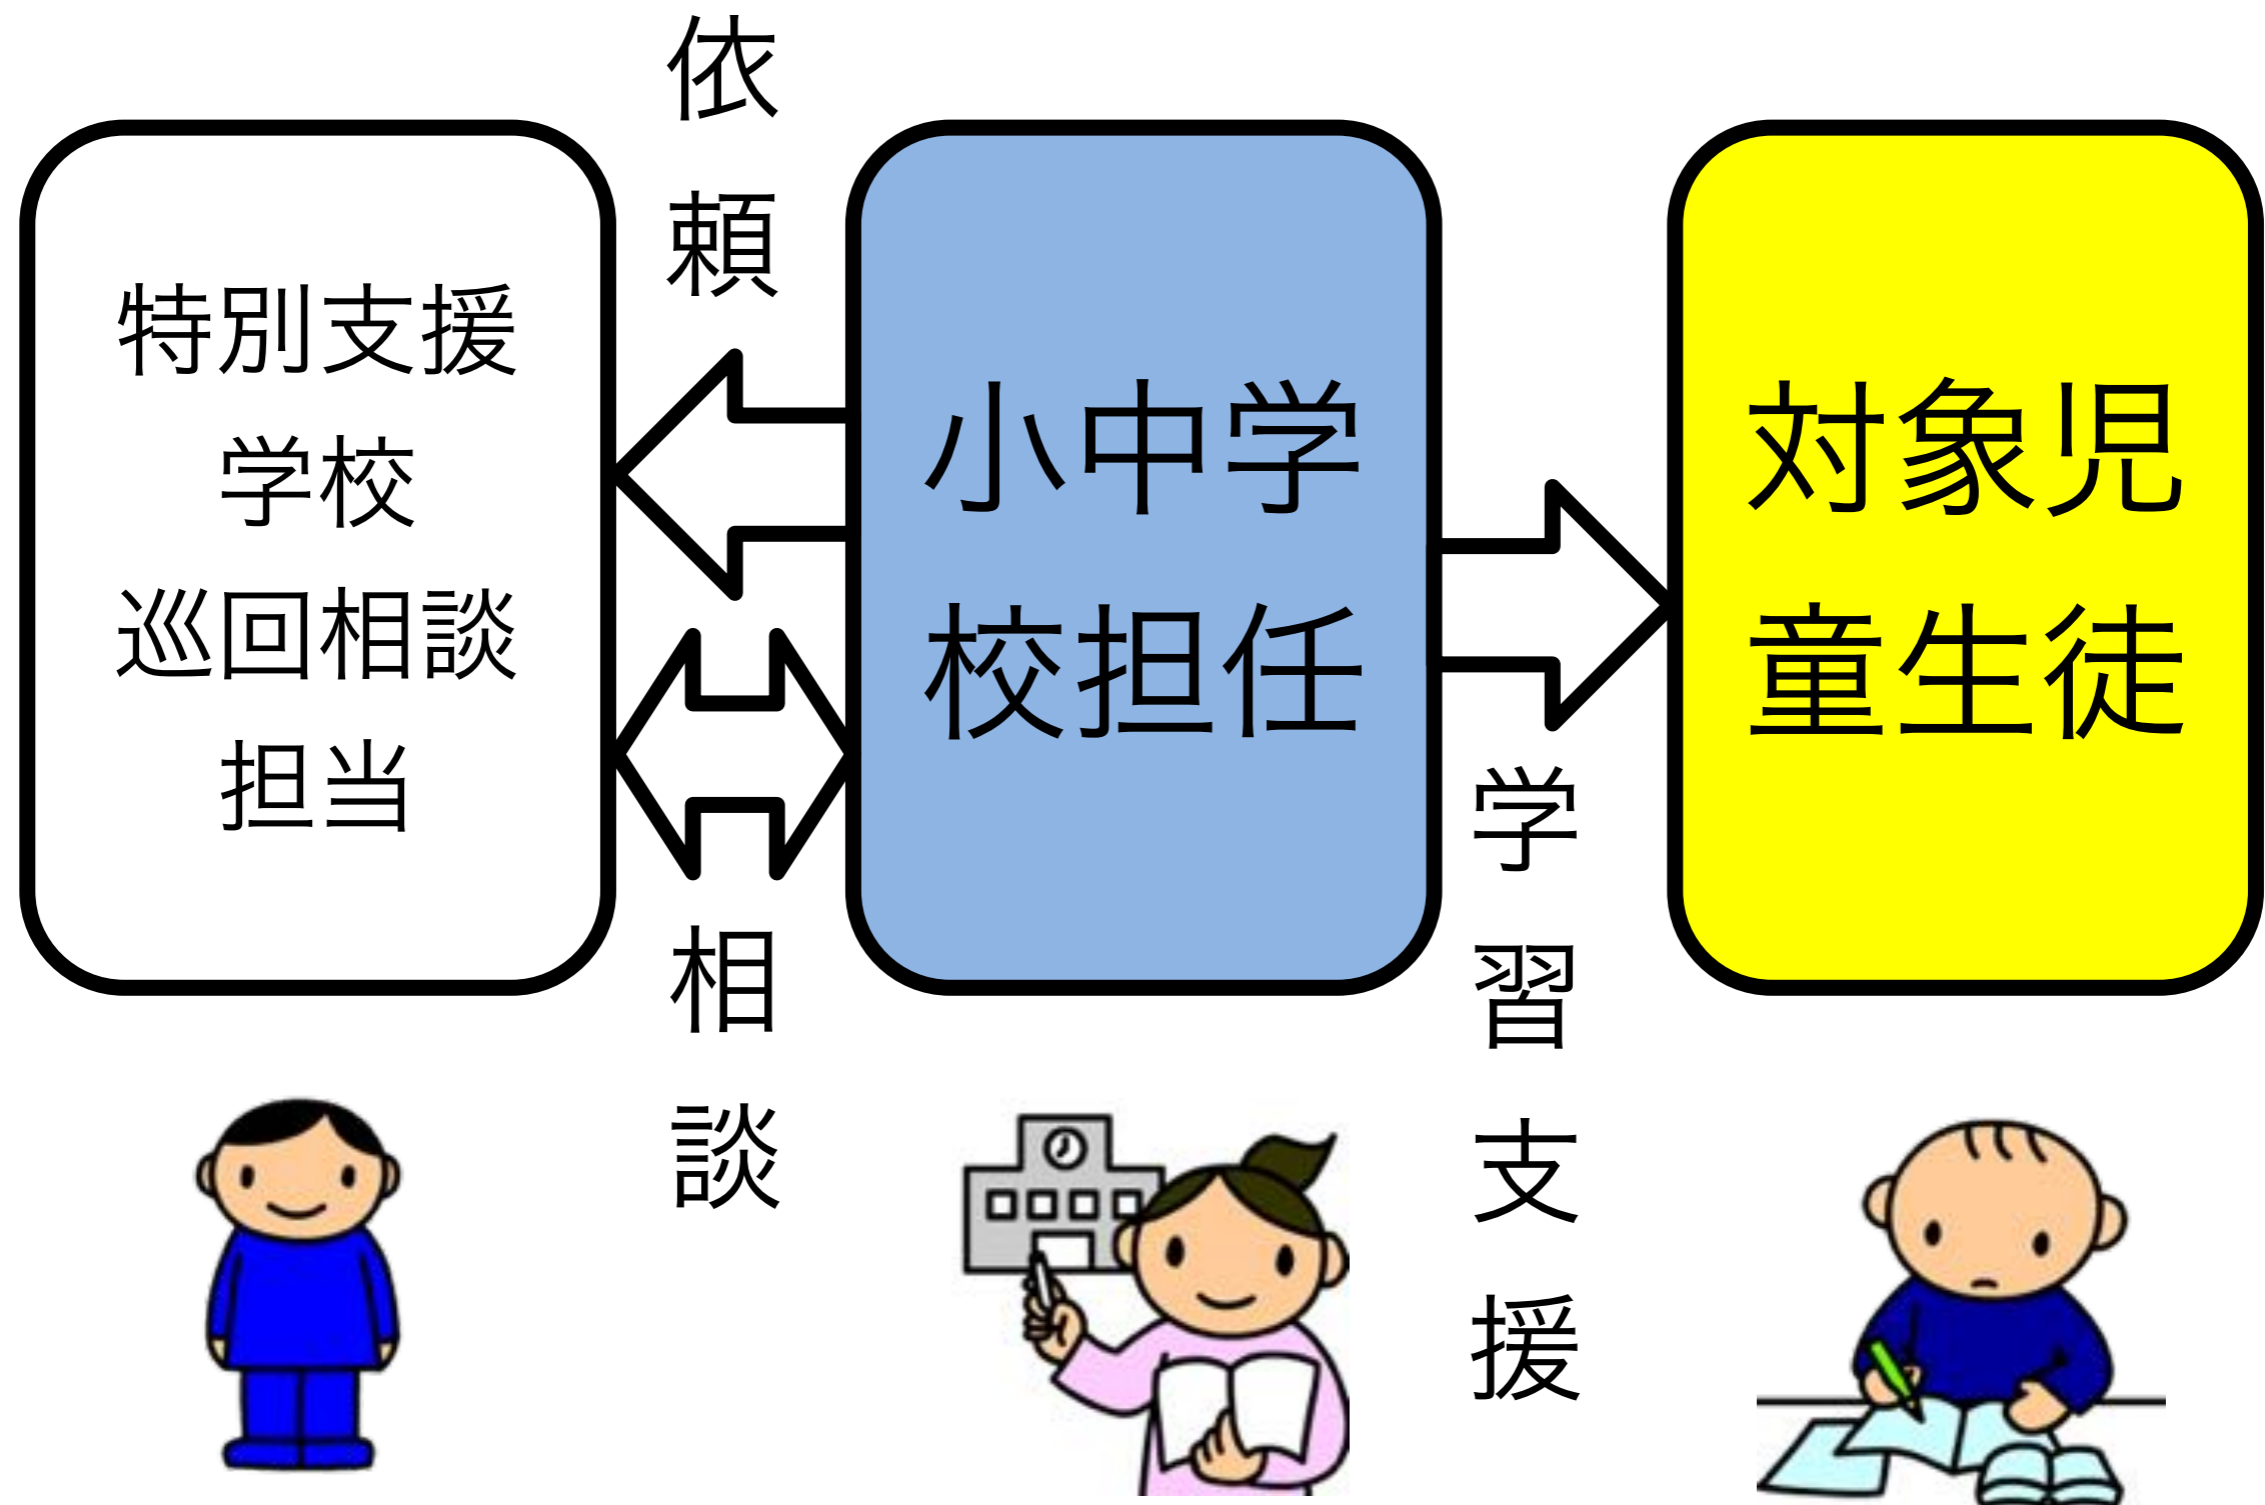 特別支援
学校
巡回相談
担当
依頼
相談
小中学
校担任
学習支援
対象児
童生徒